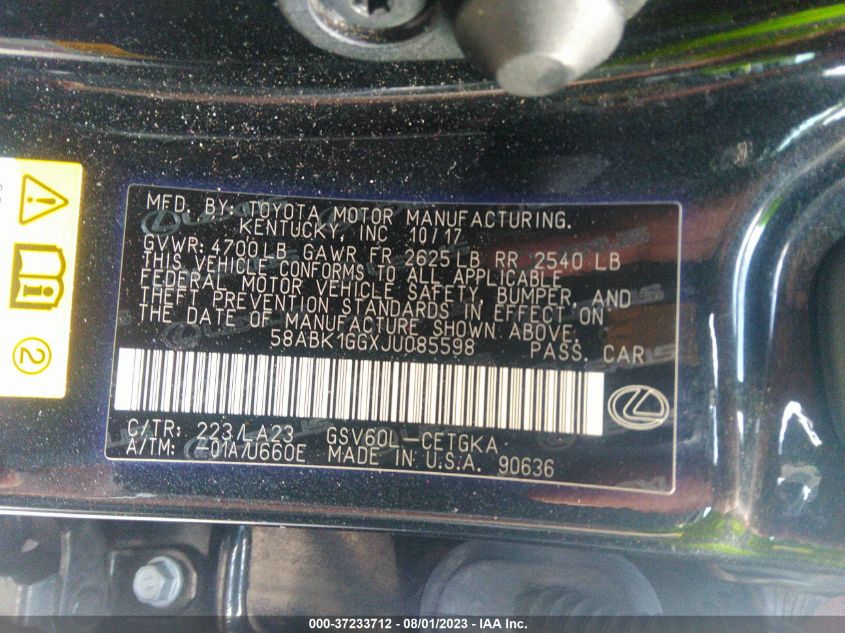 MFD. BY: TOYOTA MOTOR MANUFACTURING.
KENTUCKY, INC 10/17
GVWR: 4700LB GAWR FR 2625LB RR 2540 LB
THIS VEHICLE CONFORMS TO ALL APPLICABLE
FEDERAL MOTOR VEHICLE SAFETY, BUMPER, AND
THEFT PREVENTION STANDARDS IN EFFECT ON
THE DATE OF MANUFACTURE SHOWN ABOVE.
58ABK1GGXJU085598 PASS. CAR
C/TR: 223/LA23 GSV60L-CETGKA
A/TM: -01A/U660E MADE IN U.S.A. 90636
2
000-37233712 - 08/01/2023 - IAA Inc.